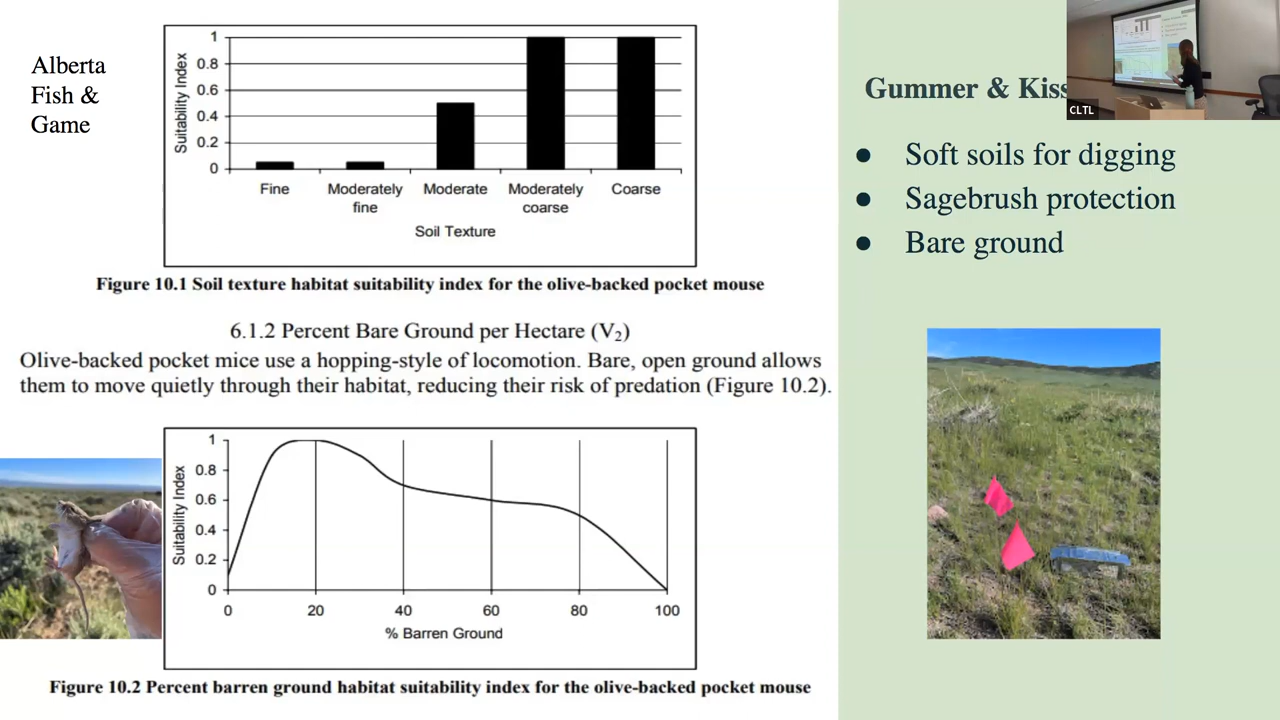 Alberta
Fish &
Game
1
0.8
0.6
0.4
0.2
0
Suitability Index
Fine
Moderately
fine
Moderate
Moderately
coarse
Coarse
Soil Texture
Figure 10.1 Soil texture habitat suitability index for the olive-backed pocket mouse
6.1.2 Percent Bare Ground per Hectare (V₂)
Olive-backed pocket mice use a hopping-style of locomotion. Bare, open ground allows
them to move quietly through their habitat, reducing their risk of predation (Figure 10.2).
1
0.8
0.6
0.4
0.2
0
Suitability Index
0 20 40 60 80 100
% Barren Ground
Figure 10.2 Percent barren ground habitat suitability index for the olive-backed pocket mouse
Gummer & Kiss
● Soft soils for digging
● Sagebrush protection
● Bare ground
CLTL